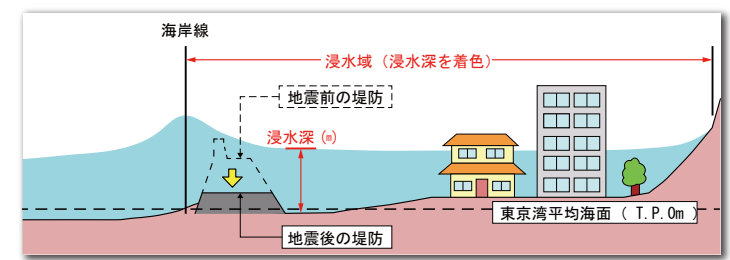 海岸線
浸水域（浸水深を着色）
地震前の堤防
浸水深(m)
東京湾平均海面（T.P.0m）
地震後の堤防